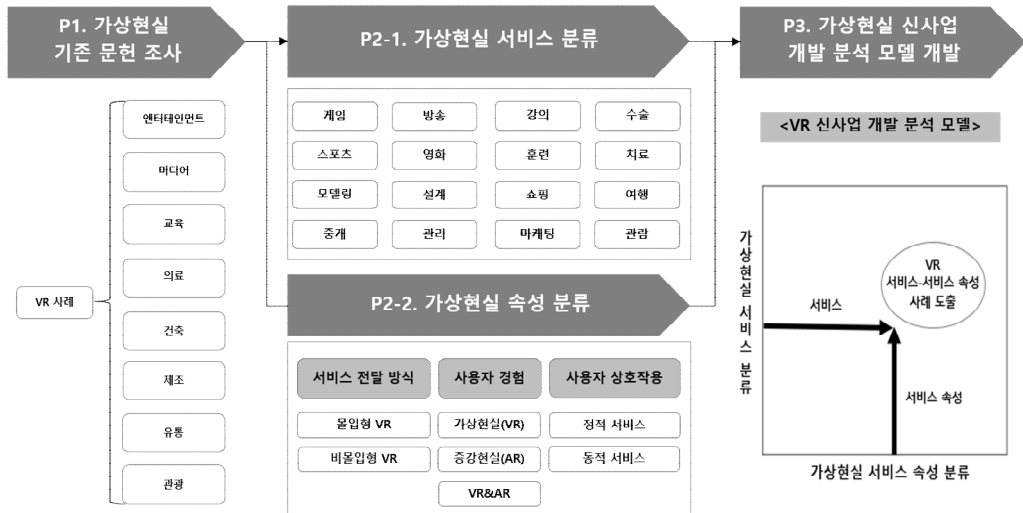 P1. 가상현실
기존 문헌 조사
P2-1. 가상현실 서비스 분류
P3. 가상현실 신사업
개발 분석 모델 개발
VR 사례
엔터테인먼트
마디어
교육
의료
건축
제조
유통
관광
게임
방송
강의
수술
스포츠
영화
훈련
치료
모델링
설계
쇼핑
여행
중개
관리
마케팅
관람
P2-2. 가상현실 속성 분류
서비스 전달 방식
사용자 경험
사용자 상호작용
몰입형 VR
가상현실(VR)
정적 서비스
비몰입형 VR
증강현실(AR)
동적 서비스
VR&AR
<VR 신사업 개발 분석 모델>
가상현실 서비스 분류
VR
서비스-서비스 속성
사례 도출
서비스
서비스 속성
가상현실 서비스 속성 분류